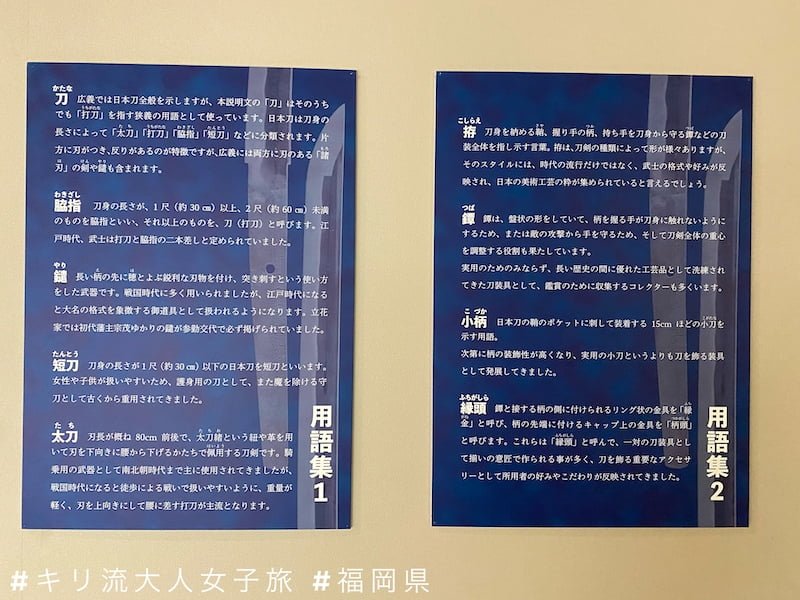 刀 広義では日本刀全般を示しますが、本説明文の「刀」はそのうち
でも「打刀」を指す狭義の用語として使っています。日本刀は刀身の
長さによって「太刀」「打刀」「脇指」「短刀」などに分類されます。片
方に刃がつき、反りがあるのが特徴ですが、広義には両方に刃のある「諸
刃」の剣や鑓も含まれます。
脇指 刀身の長さが、1尺(約30㎝)以上、2尺(約60㎝)未満
のものを脇指といい、それ以上のものを、刀(打刀)と呼びます。江
戸時代、武士は打刀と脇指の二本差しと定められていました。
鑓 長い柄の先に穂とよぶ鋭利な刃物を付け、突き刺すという使い方
をした武器です。戦国時代に多く用いられましたが、江戸時代になる
と大名の格式を象徴する御道具として扱われるようになります。立花
家では初代藩主宗茂ゆかりの鑓が参勤交代で必ず掲げられていました。
短刀 刀身の長さが1尺(約30㎝)以下の日本刀を短刀といいます。
女性や子供が扱いやすいため、護身用の刀として、また魔を除ける守
刀として古くから重用されてきました。
太刀 刃長が概ね80cm前後で、太刀緒という紐や革を用
いて刃を下向きに腰から下げるかたちで佩用する刀剣です。騎
乗用の武器として南北朝時代まで主に使用されてきましたが、
戦国時代になると徒歩による戦いで扱いやすいように、重量が
軽く、刃を上向きにして腰に差す打刀が主流となります。
用語集1
拵 刀身を納める鞘、握り手の柄、持ち手を刀身から守る鐔などの刀
装全体を指し示す言葉。拵は、刀剣の種類によって形が様々ありますが、
そのスタイルには、時代の流行だけではなく、武士の格式や好みが反
映され、日本の美術工芸の粋が集められていると言えるでしょう。
鐔 鐔は、盤状の形をしていて、柄を握る手が刀身に触れないように
するため、または敵の攻撃から手を守るため、そして刀剣全体の重心
を調整する役割も果たしています。
実用のためのみならず、長い歴史の間に優れた工芸品として洗練され
てきた刀装具として、鑑賞のために収集するコレクターも多くいます。
小柄 日本刀の鞘のポケットに刺して装着する15cmほどの小刀を
示す用語。
次第に柄の装飾性が高くなり、実用の小刀というよりも刀を飾る装具
として発展してきました。
縁頭 鐔と接する柄の側に付けられるリング状の金具を「縁
金」と呼び、柄の先端に付けるキャップ上の金具を「柄頭」
と呼びます。これらは「縁頭」と呼んで、一対の刀装具とし
て揃いの意匠で作られる事が多く、刀を飾る重要なアクセサ
リーとして所用者の好みやこだわりが反映されてきました。
用語集2
#キリ流大人女子旅 #福岡県